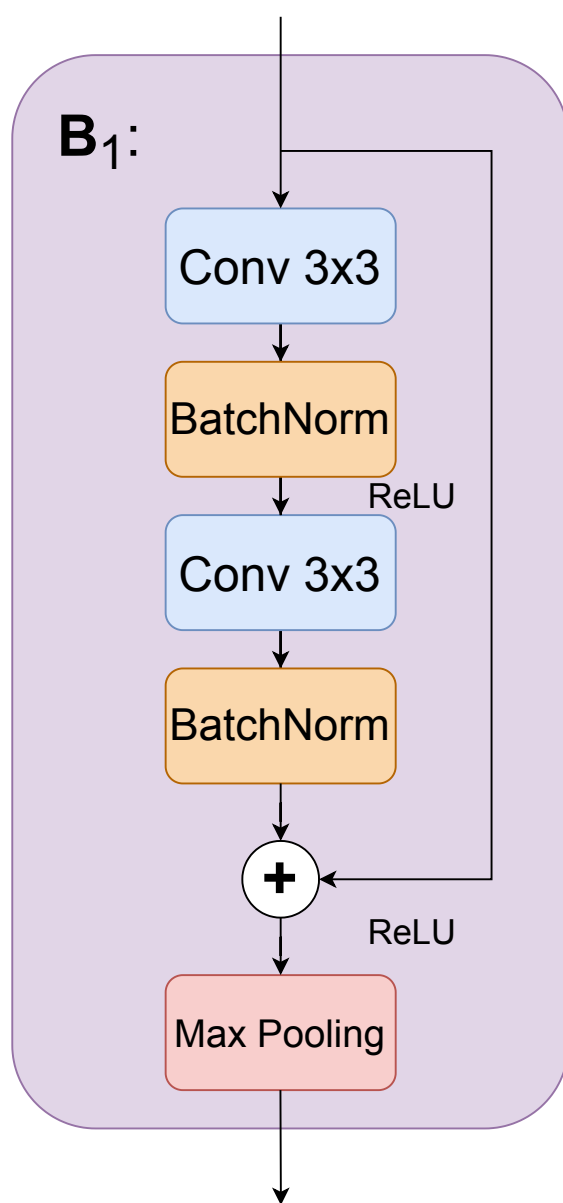 B₁:
Conv 3x3
BatchNorm
ReLU
Conv 3x3
BatchNorm
+
ReLU
Max Pooling